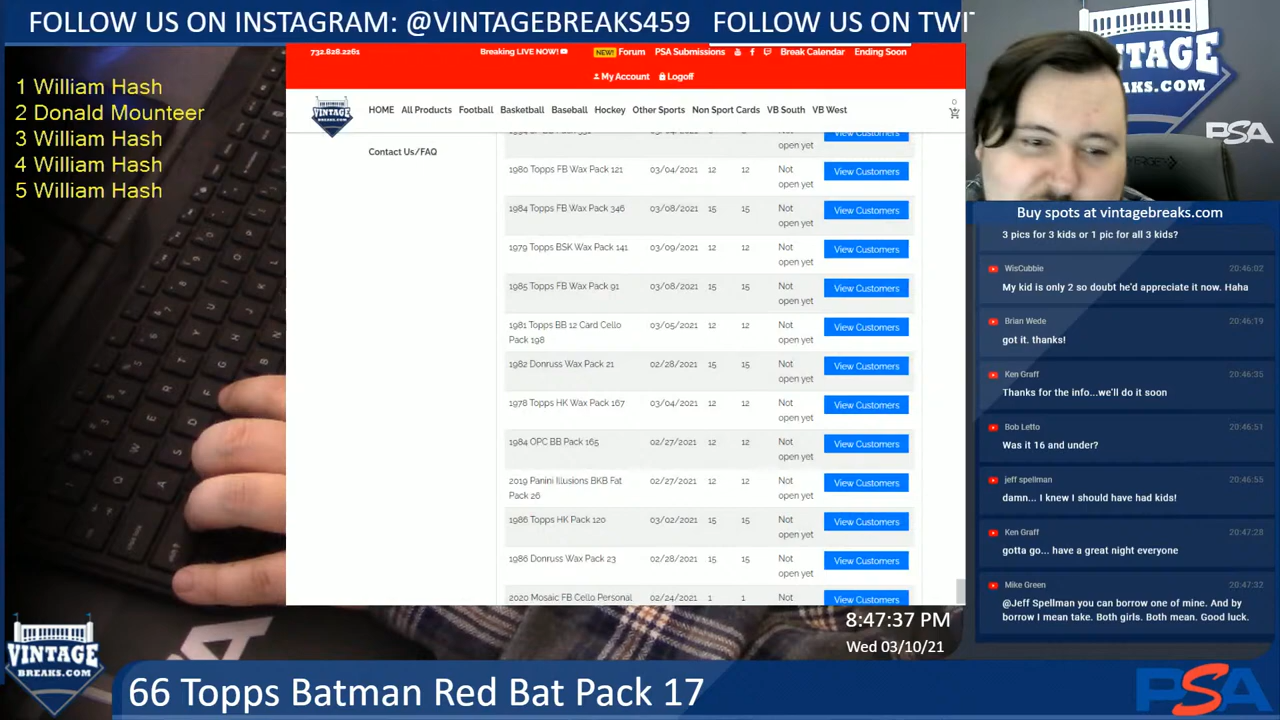 FOLLOW US ON INSTAGRAM: @VINTAGEBREAKS459 FOLLOW US ON TWI
1 William Hash
2 Donald Mounteer
3 William Hash
4 William Hash
5 William Hash
732.828.2261
Breaking LIVE NOW!
NEW! Forum
PSA Submissions
Break Calendar
Ending Soon
My Account
Logoff
VINTAGE
BREAKS.COM
HOME
All Products
Football
Basketball
Baseball
Hockey
Other Sports
Non Sport Cards
VB South
VB West
0
Contact Us/FAQ
open yet
View Customers
1980 Topps FB Wax Pack 121 03/04/2021 12 12 Not open yet View Customers
1984 Topps FB Wax Pack 346 03/08/2021 15 15 Not open yet View Customers
1979 Topps BSK Wax Pack 141 03/09/2021 12 12 Not open yet View Customers
1985 Topps FB Wax Pack 91 03/08/2021 15 15 Not open yet View Customers
1981 Topps BB 12 Card Cello Pack 198 03/05/2021 12 12 Not open yet View Customers
1982 Donruss Wax Pack 21 02/28/2021 15 15 Not open yet View Customers
1978 Topps HK Wax Pack 167 03/04/2021 12 12 Not open yet View Customers
1984 OPC BB Pack 165 02/27/2021 12 12 Not open yet View Customers
2019 Panini Illusions BKB Fat Pack 26 02/27/2021 12 12 Not open yet View Customers
1986 Topps HK Pack 120 03/02/2021 15 15 Not open yet View Customers
1986 Donruss Wax Pack 23 02/28/2021 15 15 Not open yet View Customers
2020 Mosaic FB Cello Personal 02/24/2021 1 1 Not View Customers
VINTAGE
BREAKS.COM
PSA
Buy spots at vintagebreaks.com
3 pics for 3 kids or 1 pic for all 3 kids?
WisCubbie 20:46:02
My kid is only 2 so doubt he'd appreciate it now. Haha
Brian Wede 20:46:19
got it. thanks!
Ken Graff 20:46:35
Thanks for the info...we'll do it soon
Bob Letto 20:46:51
Was it 16 and under?
jeff spellman 20:46:55
damn... I knew I should have had kids!
Ken Graff 20:47:28
gotta go... have a great night everyone
Mike Green 20:47:32
@Jeff Spellman you can borrow one of mine. And by
borrow I mean take. Both girls. Both mean. Good luck.
8:47:37 PM
Wed 03/10/21
VINTAGE
BREAKS.COM
66 Topps Batman Red Bat Pack 17
PSA